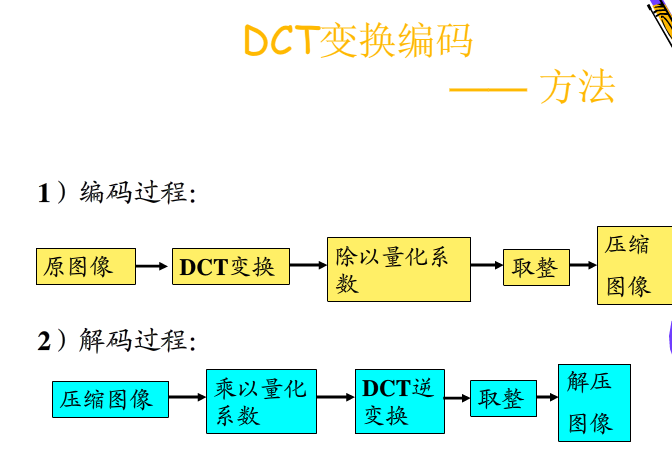 DCT变换编码
—— 方法
1）编码过程：
原图像
DCT变换
除以量化系
数
取整
压缩
图像
2）解码过程：
压缩图像
乘以量化
系数
DCT逆
变换
取整
解压
图像